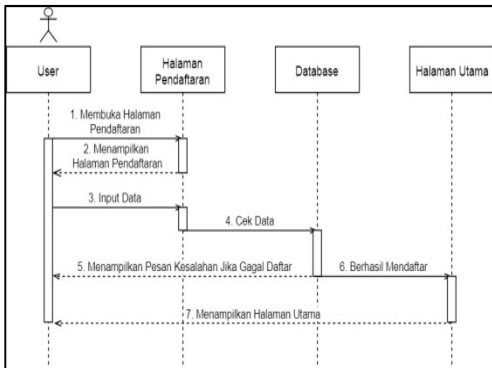 User
Halaman
Pendaftaran
Database
Halaman Utama
1. Membuka Halaman
Pendaftaran
2. Menampilkan
Halaman Pendaftaran
3. Input Data
4. Cek Data
5. Menampilkan Pesan Kesalahan Jika Gagal Daftar
6. Berhasil Mendaftar
7. Menampilkan Halaman Utama